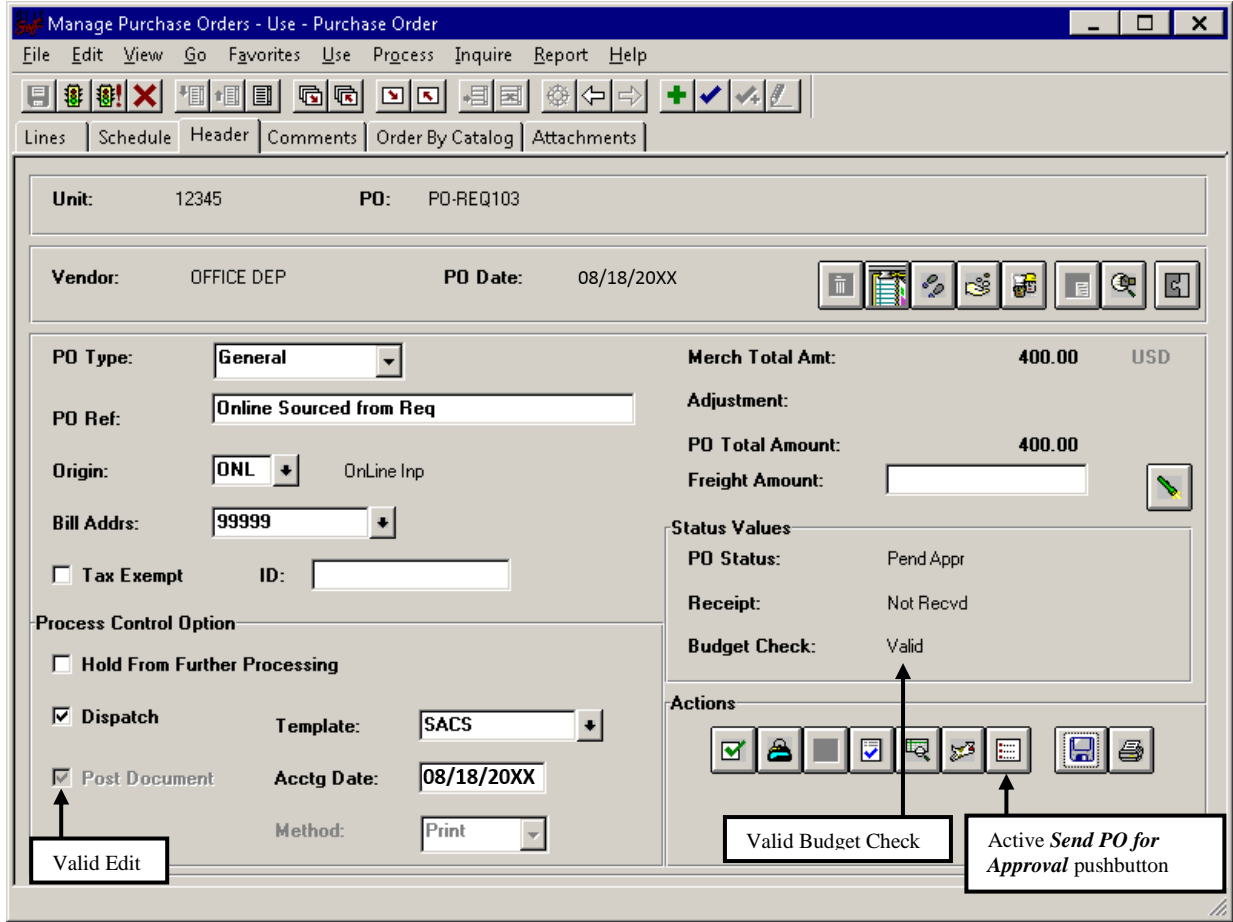 Manage Purchase Orders - Use - Purchase Order
File Edit View Go Favorites Use Process Inquire Report Help
Lines Schedule Header Comments Order By Catalog Attachments
Unit: 12345 PO: PO-REQ103
Vendor: OFFICE DEP PO Date: 08/18/20XX
PO Type: General Merch Total Amt: 400.00 USD
PO Ref: Online Sourced from Req Adjustment:
PO Total Amount: 400.00
Origin: ONL OnLine Inp Freight Amount:
Bill Addrs: 99999
Status Values
Tax Exempt ID: PO Status: Pend Appr
Receipt: Not Recvd
Process Control Option
Budget Check: Valid
Hold From Further Processing
Actions
Dispatch Template: SACS
Post Document Acctg Date: 08/18/20XX
Method: Print
Valid Edit
Valid Budget Check
Active Send PO for
Approval pushbutton